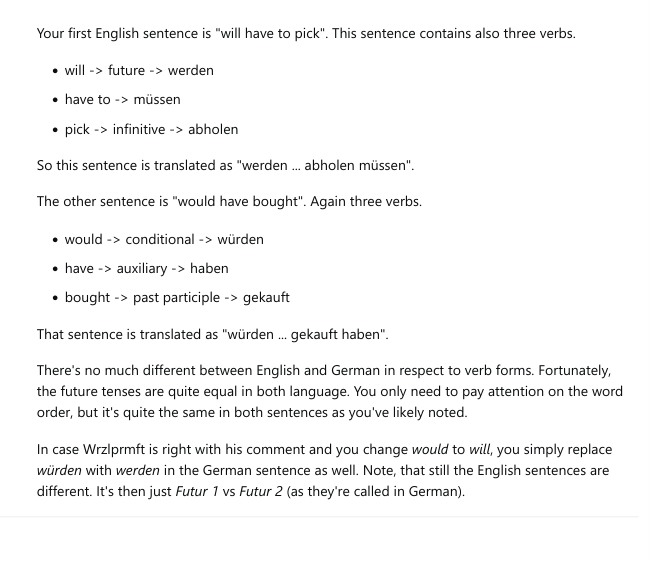 Your first English sentence is "will have to pick". This sentence contains also three verbs.
• will -> future -> werden
• have to -> müssen
• pick -> infinitive -> abholen
So this sentence is translated as "werden ... abholen müssen".
The other sentence is "would have bought". Again three verbs.
• would -> conditional -> würden
• have -> auxiliary -> haben
• bought -> past participle -> gekauft
That sentence is translated as "würden ... gekauft haben".
There's no much different between English and German in respect to verb forms. Fortunately,
the future tenses are quite equal in both language. You only need to pay attention on the word
order, but it's quite the same in both sentences as you've likely noted.
In case Wrzlprmft is right with his comment and you change would to will, you simply replace
würden with werden in the German sentence as well. Note, that still the English sentences are
different. It's then just Futur 1 vs Futur 2 (as they're called in German).